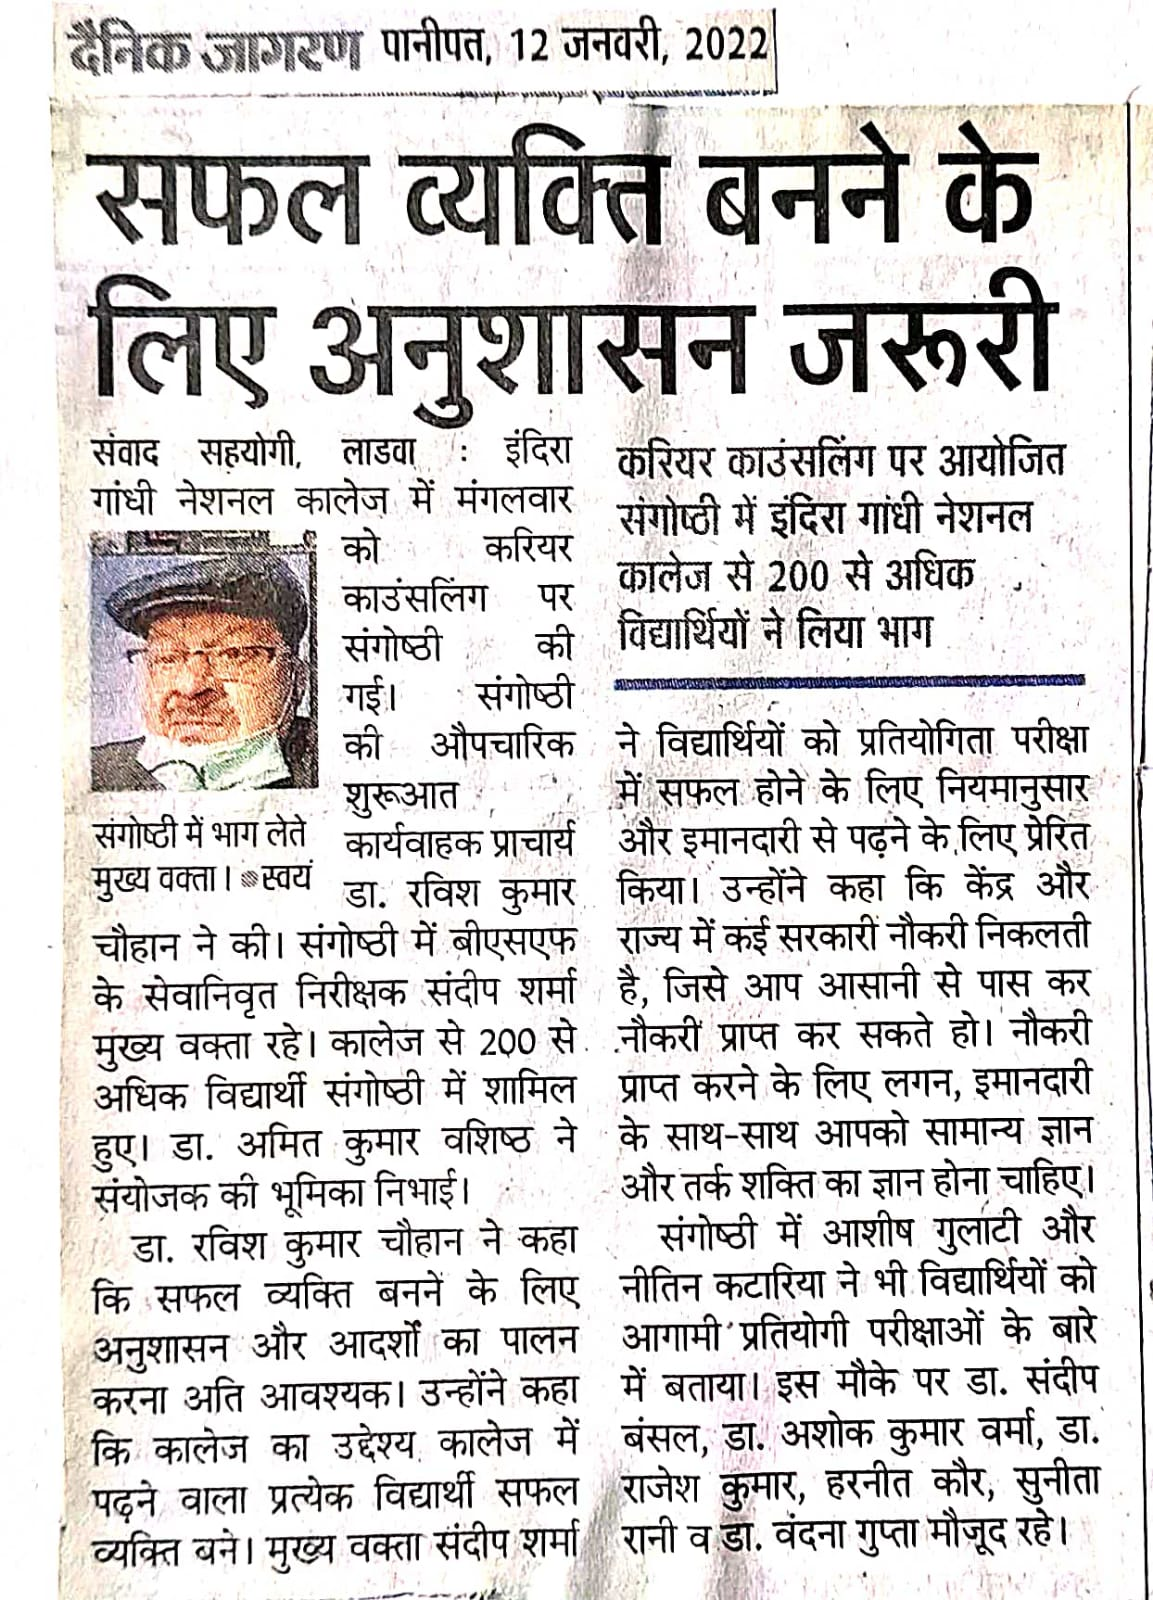 दैनिक जागरण पानीपत, 12 जनवरी, 2022
सफल व्यक्ति बनने के
लिए अनुशासन जरूरी
संवाद सहयोगी, लाडवा : इंदिरा
गांधी नेशनल कालेज में मंगलवार
को करियर
काउंसलिंग पर
संगोष्ठी की
गई। संगोष्ठी
की औपचारिक
शुरूआत
कार्यवाहक प्राचार्य
डा. रविश कुमार
संगोष्ठी में भाग लेते
मुख्य वक्ता। स्वयं
चौहान ने की। संगोष्ठी में बीएसएफ
के सेवानिवृत निरीक्षक संदीप शर्मा
मुख्य वक्ता रहे। कालेज से 200 से
अधिक विद्यार्थी संगोष्ठी में शामिल
हुए। डा. अमित कुमार वशिष्ठ ने
संयोजक की भूमिका निभाई।
डा. रविश कुमार चौहान ने कहा
कि सफल व्यक्ति बनने के लिए
अनुशासन और आदर्शों का पालन
करना अति आवश्यक। उन्होंने कहा
कि कालेज का उद्देश्य कालेज में
पढ़ने वाला प्रत्येक विद्यार्थी सफल
व्यक्ति बने। मुख्य वक्ता संदीप शर्मा
करियर काउंसलिंग पर आयोजित
संगोष्ठी में इंदिरा गांधी नेशनल
कालेज से 200 से अधिक
विद्यार्थियों ने लिया भाग
ने विद्यार्थियों को प्रतियोगिता परीक्षा
में सफल होने के लिए नियमानुसार
और इमानदारी से पढ़ने के लिए प्रेरित
किया। उन्होंने कहा कि केंद्र और
राज्य में कई सरकारी नौकरी निकलती
है, जिसे आप आसानी से पास कर
नौकरी प्राप्त कर सकते हो। नौकरी
प्राप्त करने के लिए लगन, इमानदारी
के साथ-साथ आपको सामान्य ज्ञान
और तर्क शक्ति का ज्ञान होना चाहिए।
संगोष्ठी में आशीष गुलाटी और
नीतिन कटारिया ने भी विद्यार्थियों को
आगामी प्रतियोगी परीक्षाओं के बारे
में बताया। इस मौके पर डा. संदीप
बंसल, डा. अशोक कुमार वर्मा, डा.
राजेश कुमार, हरनीत कौर, सुनीता
रानी व डा. वंदना गुप्ता मौजूद रहे।